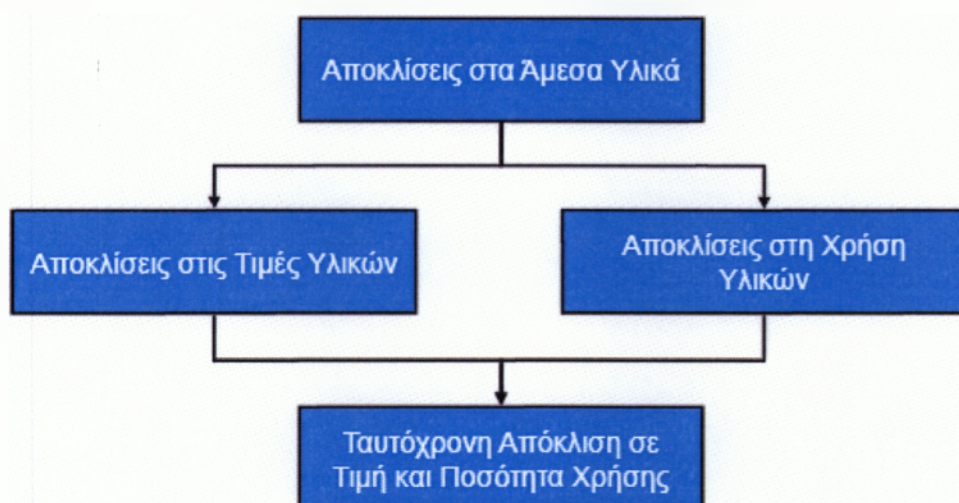 Αποκλίσεις στα Άμεσα Υλικά
Αποκλίσεις στις Τιμές Υλικών
Αποκλίσεις στη Χρήση
Υλικών
Ταυτόχρονη Απόκλιση σε
Τιμή και Ποσότητα Χρήσης